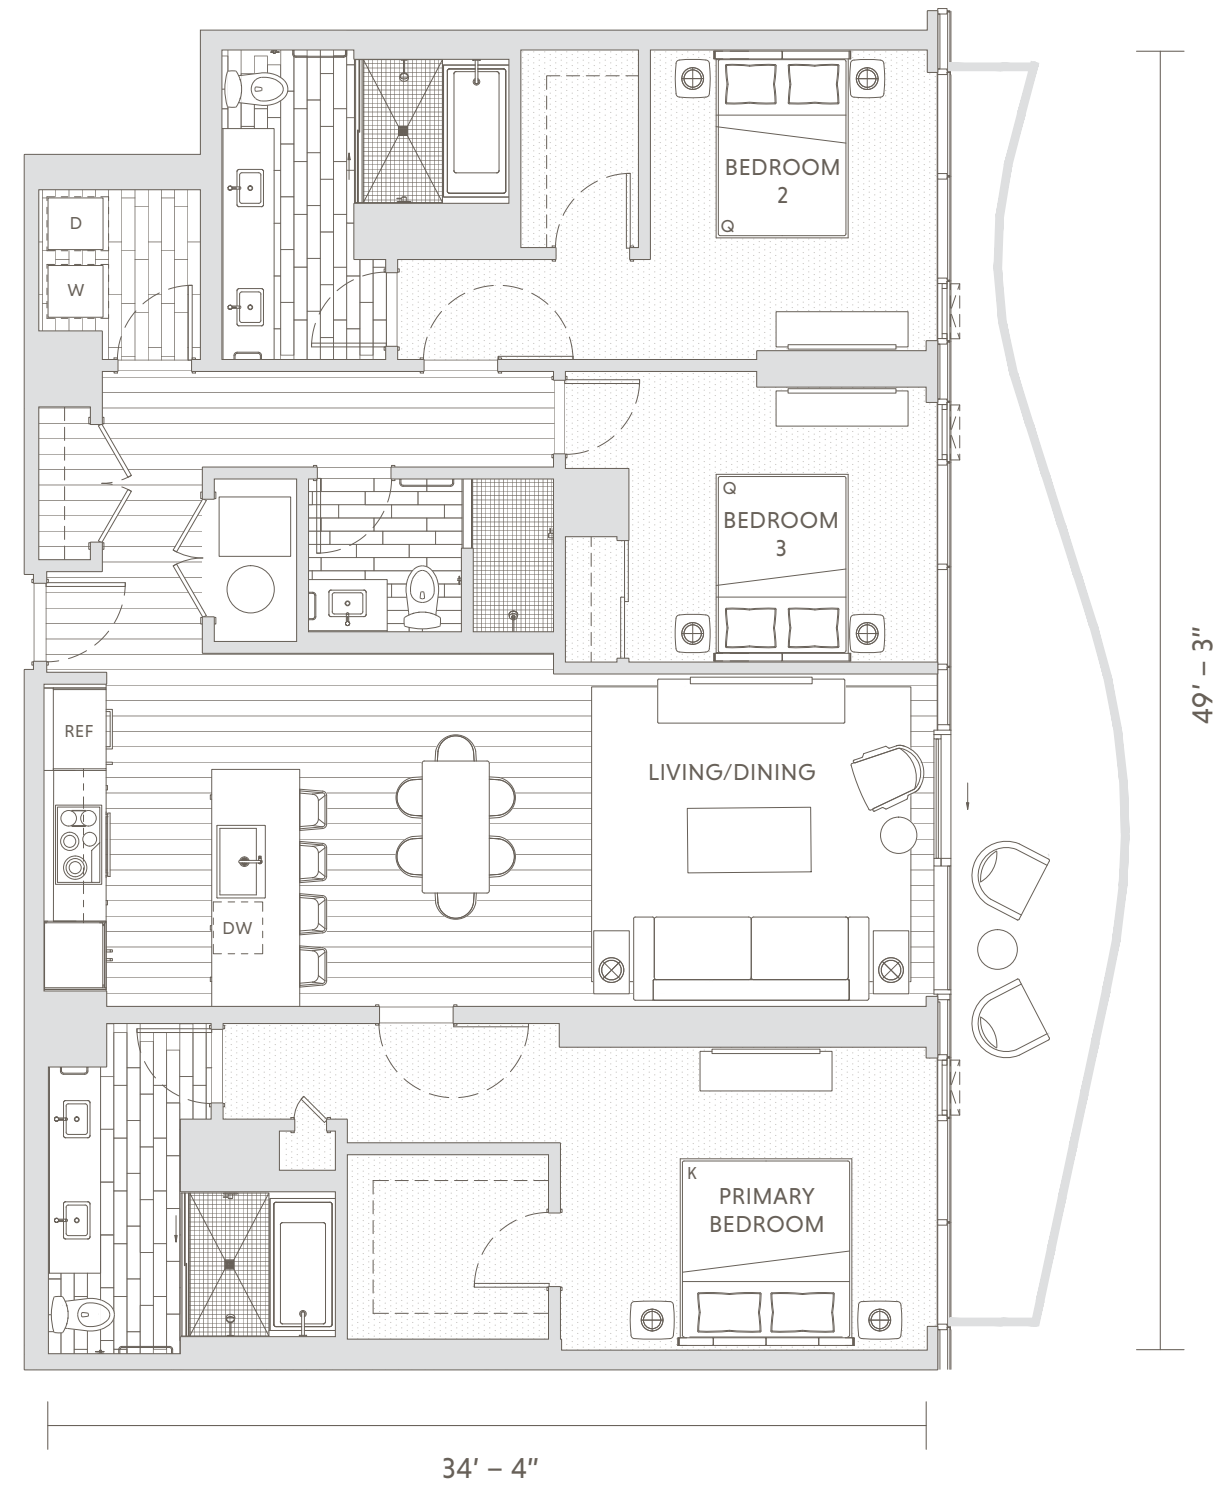 BEDROOM
2
Q
D
W
Q
BEDROOM
3
49’ – 3”
REF
LIVING/DINING
DW
K
PRIMARY
BEDROOM
34’ – 4”